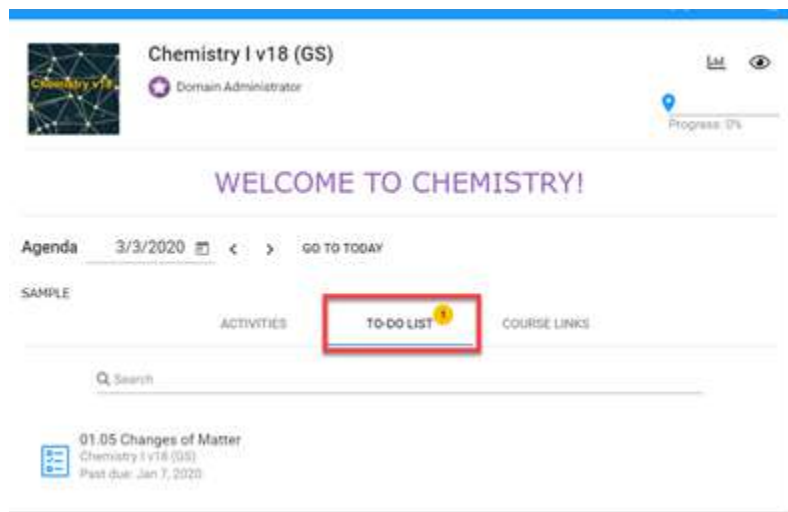 Chemistry I v18 (GS)
Chemistry v18
Domain Administrator
Progress: 0%
WELCOME TO CHEMISTRY!
Agenda 3/3/2020 < > GO TO TODAY
SAMPLE
ACTIVITIES TO-DO LIST 1 COURSE LINKS
Search
01.05 Changes of Matter
Chemistry I v18 (GS)
Past due: Jan 7, 2020